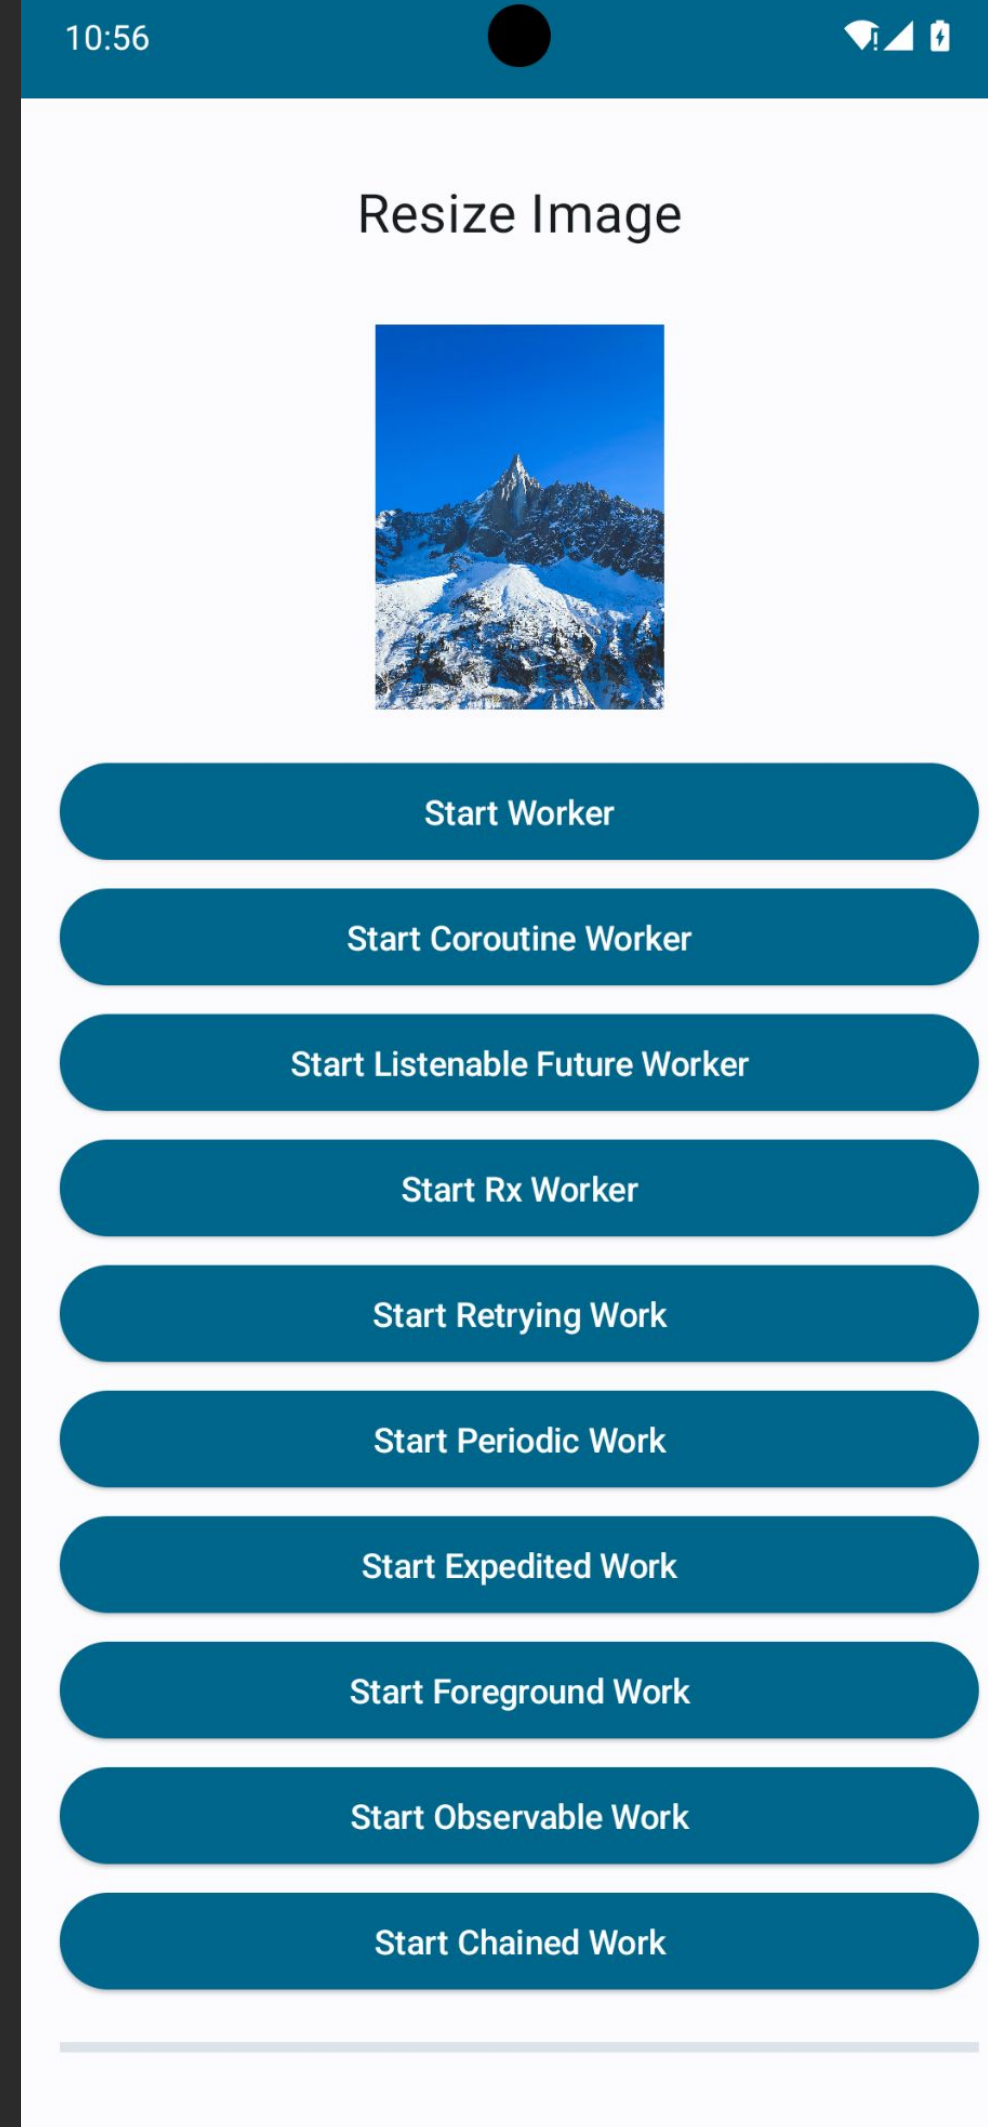 10:56
Resize Image
Start Worker
Start Coroutine Worker
Start Listenable Future Worker
Start Rx Worker
Start Retrying Work
Start Periodic Work
Start Expedited Work
Start Foreground Work
Start Observable Work
Start Chained Work